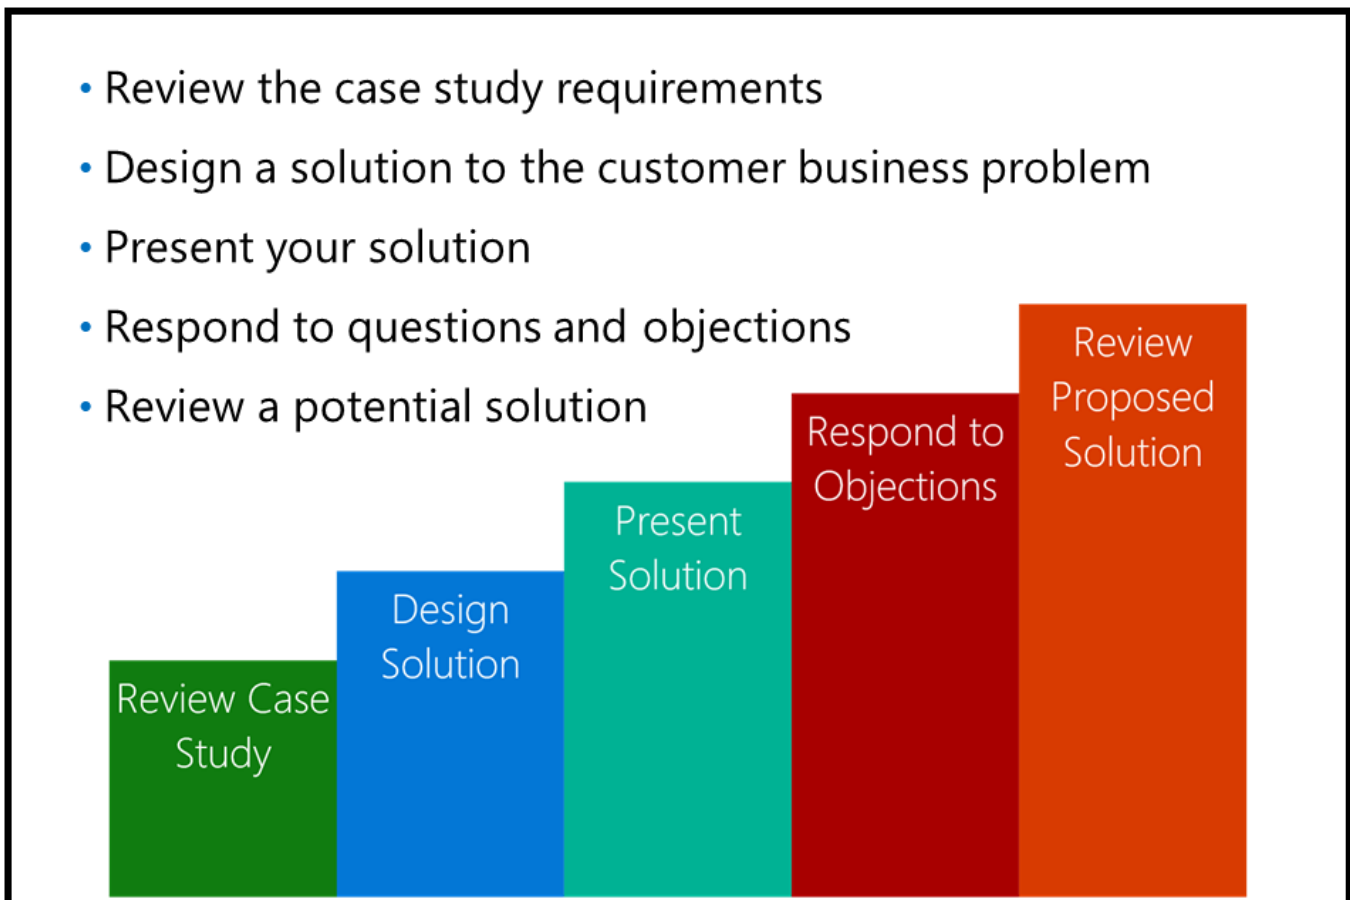 • Review the case study requirements
• Design a solution to the customer business problem
• Present your solution
• Respond to questions and objections
• Review a potential solution
Review Case
Study
Design
Solution
Present
Solution
Respond to
Objections
Review
Proposed
Solution